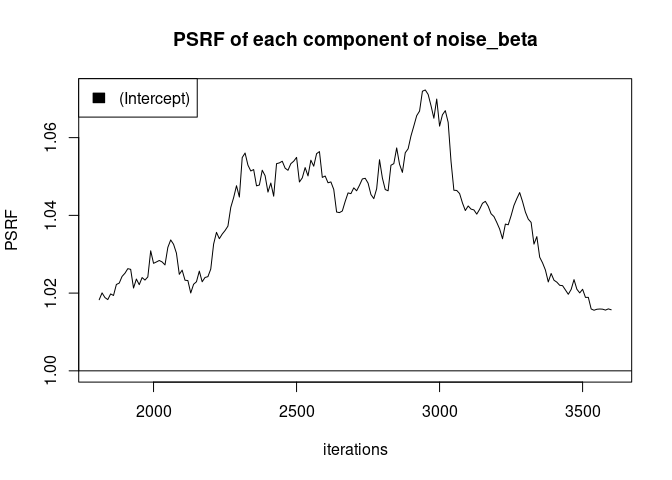 PSRF of each component of noise_beta
(Intercept)
PSRF
1.06
1.04
1.02
1.00
2000 2500 3000 3500
iterations